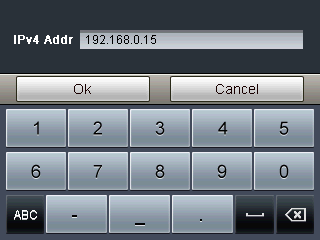 IPv4 Addr 192.168.0.15
Ok Cancel
1 2 3 4 5
6 7 8 9 0
ABC - _ .